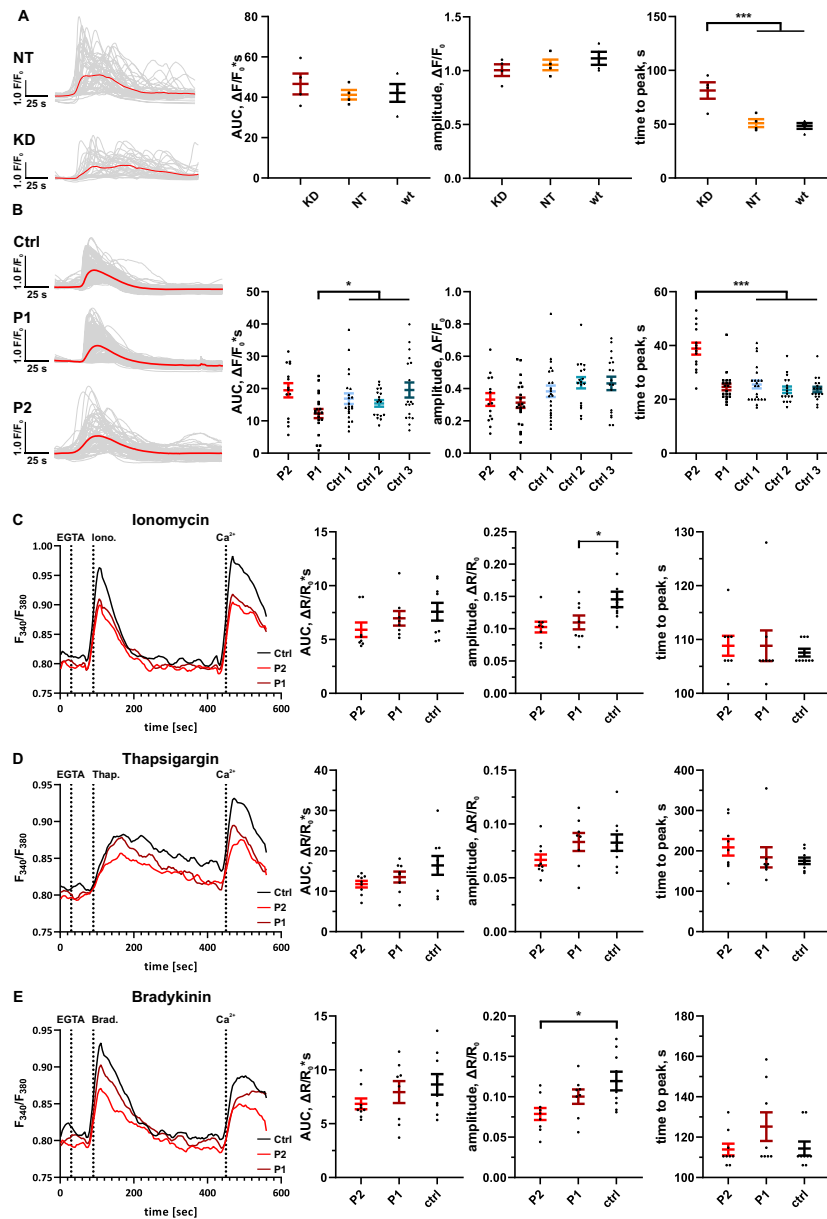 A
NT
1.0 F/F₀
25 s
KD
1.0 F/F₀
25 s
AUC, ΔF/F₀*s
80
60
40
20
0
KD
NT
wt
amplitude, ΔF/F₀
1.5
1.0
0.5
0.0
KD
NT
wt
time to peak, s
150
100
50
0
***
KD
NT
wt
B
Ctrl
1.0 F/F₀
25 s
P1
1.0 F/F₀
25 s
P2
1.0 F/F₀
25 s
AUC, ΔF/F₀*s
50
40
30
20
10
0
*
P2
P1
Ctrl 1
Ctrl 2
Ctrl 3
amplitude, ΔF/F₀
1.0
0.8
0.6
0.4
0.2
0.0
P2
P1
Ctrl 1
Ctrl 2
Ctrl 3
time to peak, s
60
40
20
0
***
P2
P1
Ctrl 1
Ctrl 2
Ctrl 3
C
Ionomycin
EGTA
Iono.
Ca²⁺
F₃₄₀/F₃₈₀
1.00
0.95
0.90
0.85
0.80
0.75
0
200
400
600
time [sec]
Ctrl
P2
P1
AUC, ΔR/R₀*s
15
10
5
0
P2
P1
ctrl
amplitude, ΔR/R₀
0.25
0.20
0.15
0.10
0.05
0.00
*
P2
P1
ctrl
time to peak, s
130
120
110
100
P2
P1
ctrl
D
Thapsigargin
EGTA
Thap.
Ca²⁺
F₃₄₀/F₃₈₀
1.00
0.95
0.90
0.85
0.80
0
200
400
600
time [sec]
Ctrl
P2
P1
AUC, ΔR/R₀*s
40
30
20
10
0
P2
P1
ctrl
amplitude, ΔR/R₀
0.15
0.10
0.05
0.00
P2
P1
ctrl
time to peak, s
400
300
200
100
0
P2
P1
ctrl
E
Bradykinin
EGTA
Brad.
Ca²⁺
F₃₄₀/F₃₈₀
0.95
0.90
0.85
0.80
0.75
0
200
400
600
time [sec]
Ctrl
P2
P1
AUC, ΔR/R₀*s
15
10
5
0
P2
P1
ctrl
amplitude, ΔR/R₀
0.20
0.15
0.10
0.05
0.00
*
P2
P1
ctrl
time to peak, s
180
160
140
120
100
P2
P1
ctrl